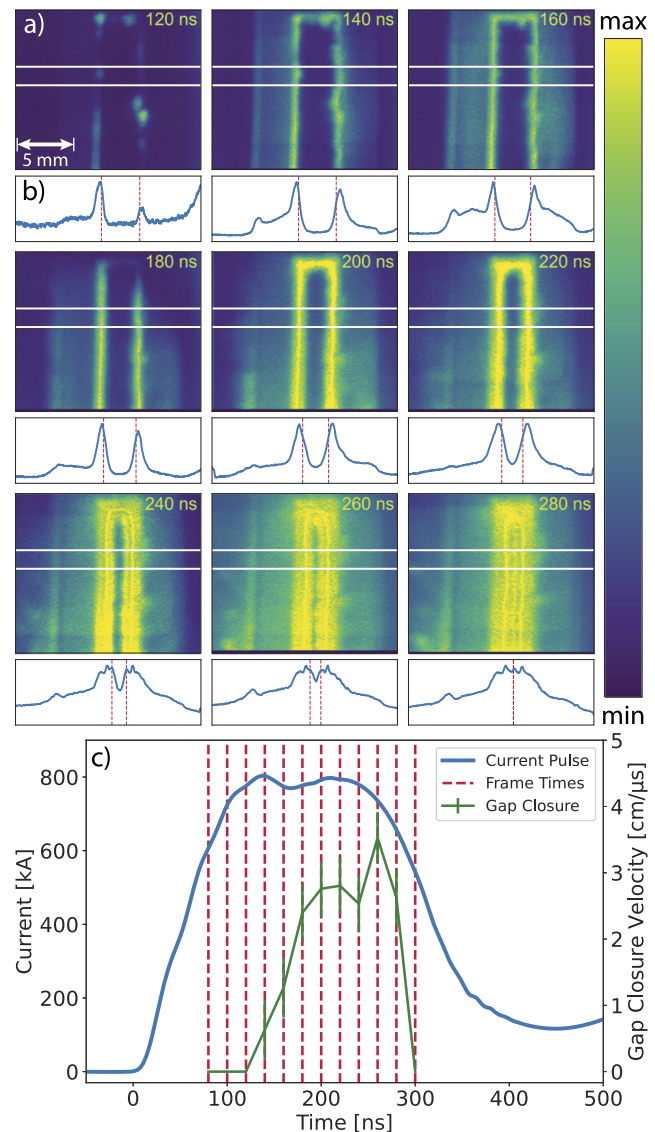 a)
120 ns
140 ns
160 ns
max
5 mm
b)
180 ns
200 ns
220 ns
240 ns
260 ns
280 ns
min
c)
Current Pulse
Frame Times
Gap Closure
Current [kA]
800
600
400
200
0
5
4
3
2
1
0
Gap Closure Velocity [cm/μs]
0
100
200
300
400
500
Time [ns]